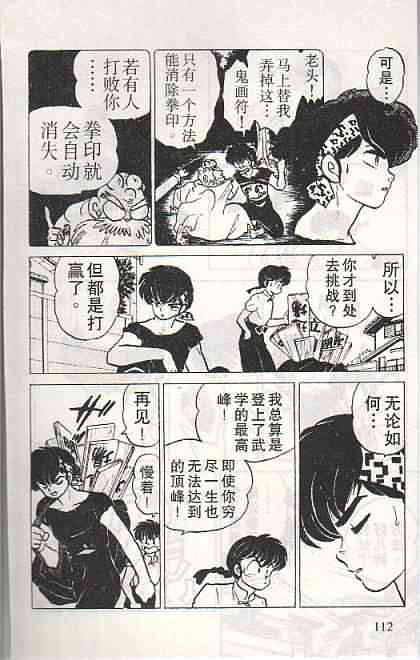 可是…
老头！
马上替我
弄掉这…
鬼画符！
只有一个方法
能消除拳印。
若有人
打败你
……
拳印就
会自动
消失。
所以…
你才到处
去挑战？
但都是打
赢了。
无论如
何…
我总算是
登上了武
学的最高
峰！
即使你穷
尽一生也
无法达到
的顶峰！
再见！
慢着！
112